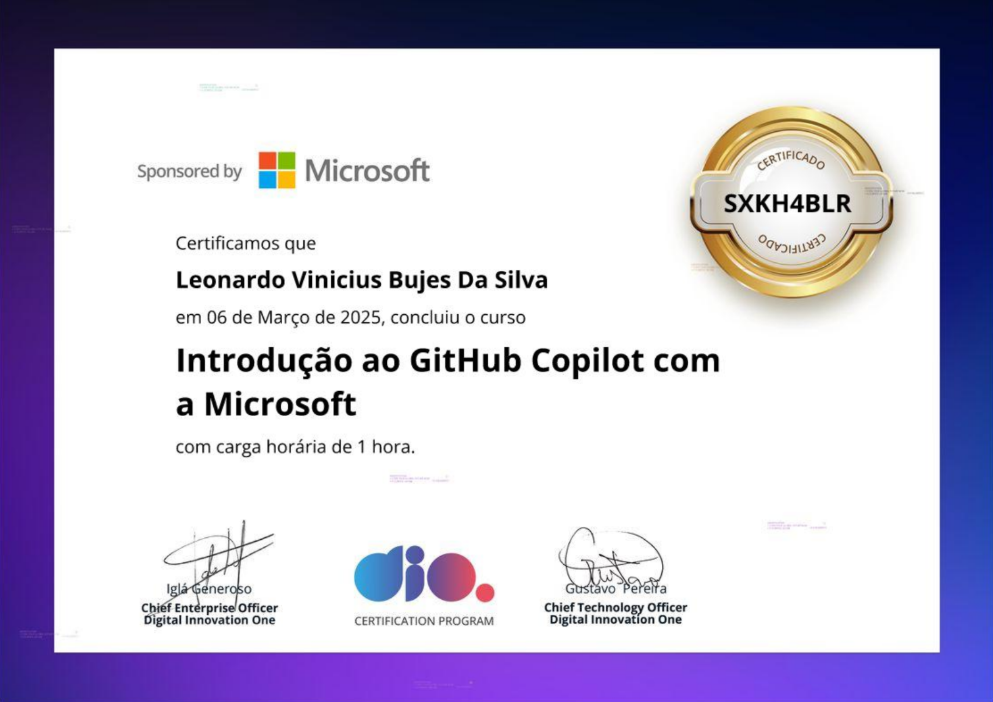 Sponsored by Microsoft
CERTIFICADO
SXKH4BLR
CERTIFICADO
Certificamos que
Leonardo Vinicius Bujes Da Silva
em 06 de Março de 2025, concluiu o curso
Introdução ao GitHub Copilot com
a Microsoft
com carga horária de 1 hora.
Iglá Generoso
Chief Enterprise Officer
Digital Innovation One
dio.
CERTIFICATION PROGRAM
Gustavo Pereira
Chief Technology Officer
Digital Innovation One